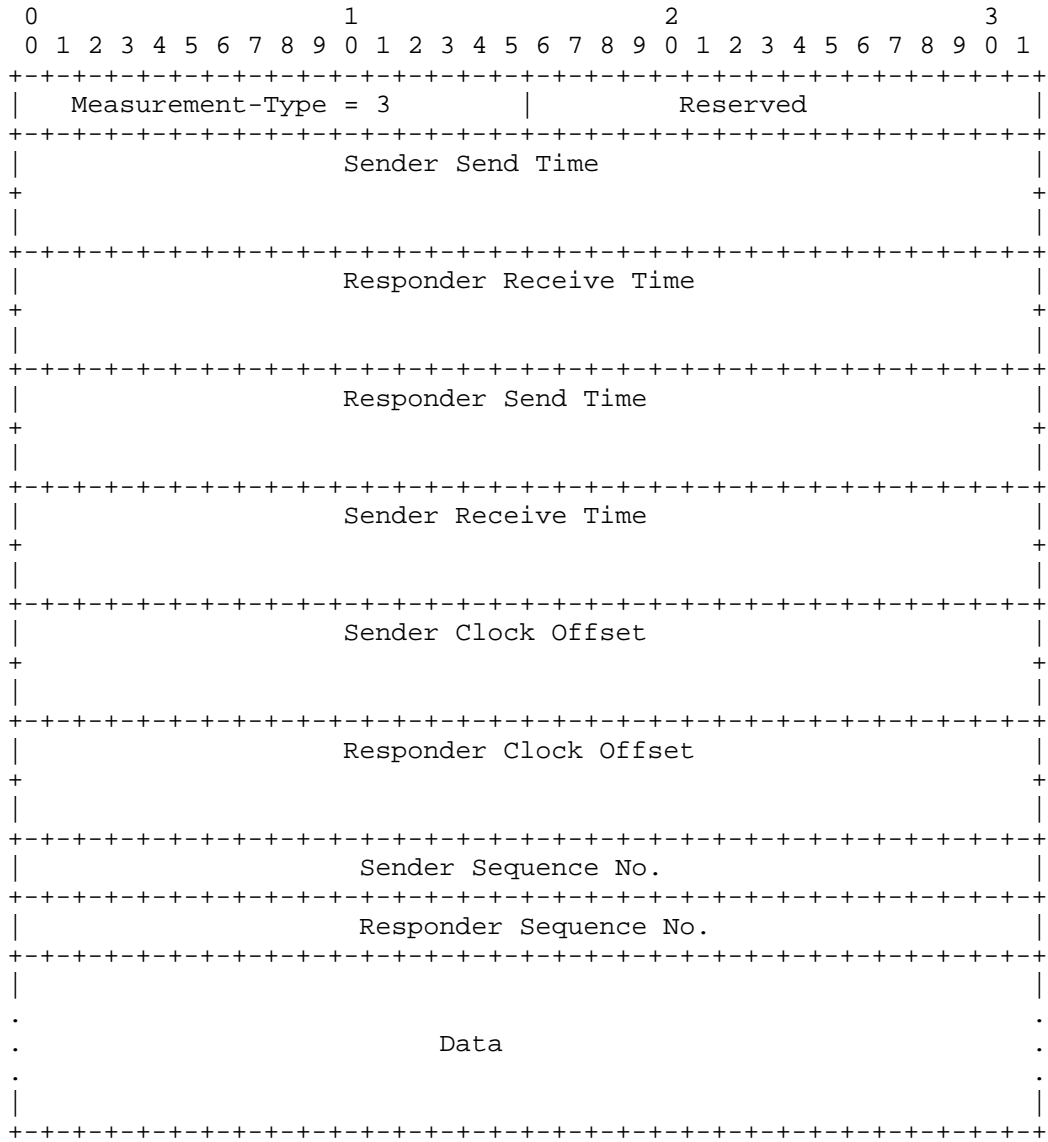 0                   1                   2                   3
 0 1 2 3 4 5 6 7 8 9 0 1 2 3 4 5 6 7 8 9 0 1 2 3 4 5 6 7 8 9 0 1
+-+-+-+-+-+-+-+-+-+-+-+-+-+-+-+-+-+-+-+-+-+-+-+-+-+-+-+-+-+-+-+-+
|   Measurement-Type = 3        |         Reserved              |
+-+-+-+-+-+-+-+-+-+-+-+-+-+-+-+-+-+-+-+-+-+-+-+-+-+-+-+-+-+-+-+-+
|                    Sender Send Time                           |
+                                                               +
|                                                               |
+-+-+-+-+-+-+-+-+-+-+-+-+-+-+-+-+-+-+-+-+-+-+-+-+-+-+-+-+-+-+-+-+
|                    Responder Receive Time                     |
+                                                               +
|                                                               |
+-+-+-+-+-+-+-+-+-+-+-+-+-+-+-+-+-+-+-+-+-+-+-+-+-+-+-+-+-+-+-+-+
|                    Responder Send Time                        |
+                                                               +
|                                                               |
+-+-+-+-+-+-+-+-+-+-+-+-+-+-+-+-+-+-+-+-+-+-+-+-+-+-+-+-+-+-+-+-+
|                    Sender Receive Time                        |
+                                                               +
|                                                               |
+-+-+-+-+-+-+-+-+-+-+-+-+-+-+-+-+-+-+-+-+-+-+-+-+-+-+-+-+-+-+-+-+
|                    Sender Clock Offset                        |
+                                                               +
|                                                               |
+-+-+-+-+-+-+-+-+-+-+-+-+-+-+-+-+-+-+-+-+-+-+-+-+-+-+-+-+-+-+-+-+
|                    Responder Clock Offset                     |
+                                                               +
|                                                               |
+-+-+-+-+-+-+-+-+-+-+-+-+-+-+-+-+-+-+-+-+-+-+-+-+-+-+-+-+-+-+-+-+
|                     Sender Sequence No.                       |
+-+-+-+-+-+-+-+-+-+-+-+-+-+-+-+-+-+-+-+-+-+-+-+-+-+-+-+-+-+-+-+-+
|                     Responder Sequence No.                    |
+-+-+-+-+-+-+-+-+-+-+-+-+-+-+-+-+-+-+-+-+-+-+-+-+-+-+-+-+-+-+-+-+
|                                                               |
.                                                               .
.                          Data                                 .
.                                                               .
|                                                               |
+-+-+-+-+-+-+-+-+-+-+-+-+-+-+-+-+-+-+-+-+-+-+-+-+-+-+-+-+-+-+-+-+